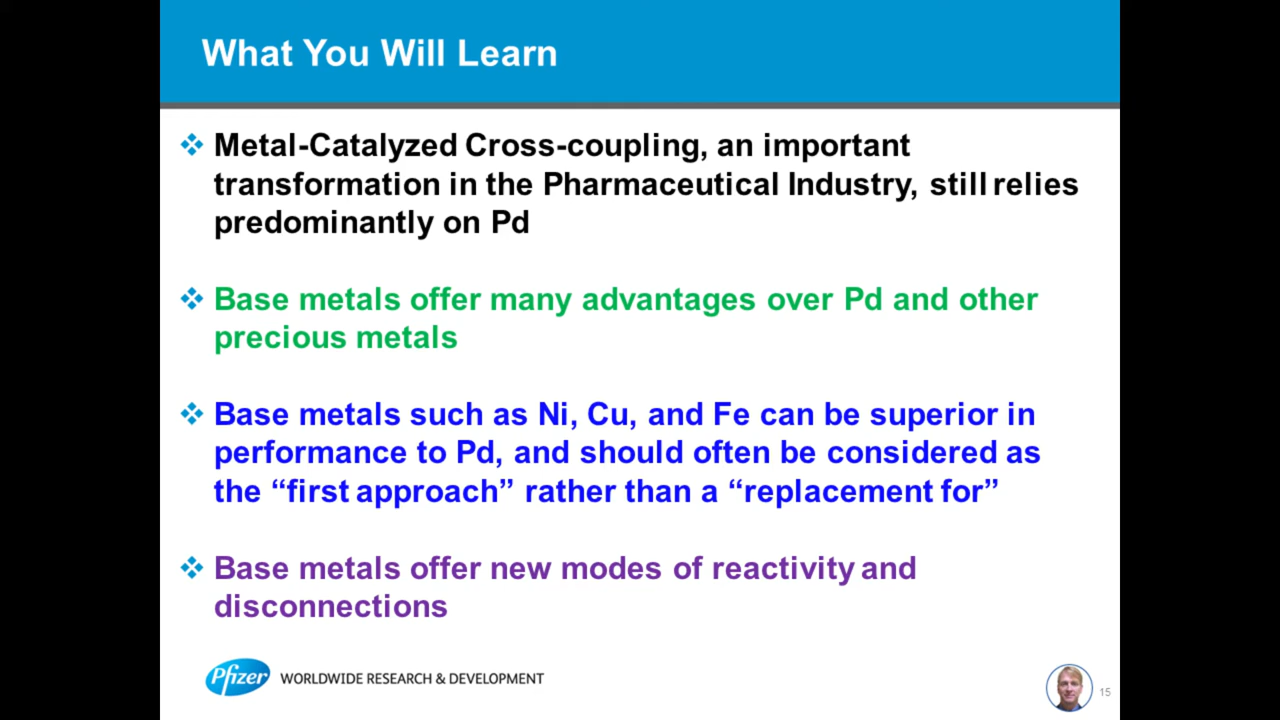 What You Will Learn
Metal-Catalyzed Cross-coupling, an important
transformation in the Pharmaceutical Industry, still relies
predominantly on Pd
Base metals offer many advantages over Pd and other
precious metals
Base metals such as Ni, Cu, and Fe can be superior in
performance to Pd, and should often be considered as
the “first approach” rather than a “replacement for”
Base metals offer new modes of reactivity and
disconnections
Pfizer WORLDWIDE RESEARCH & DEVELOPMENT
15